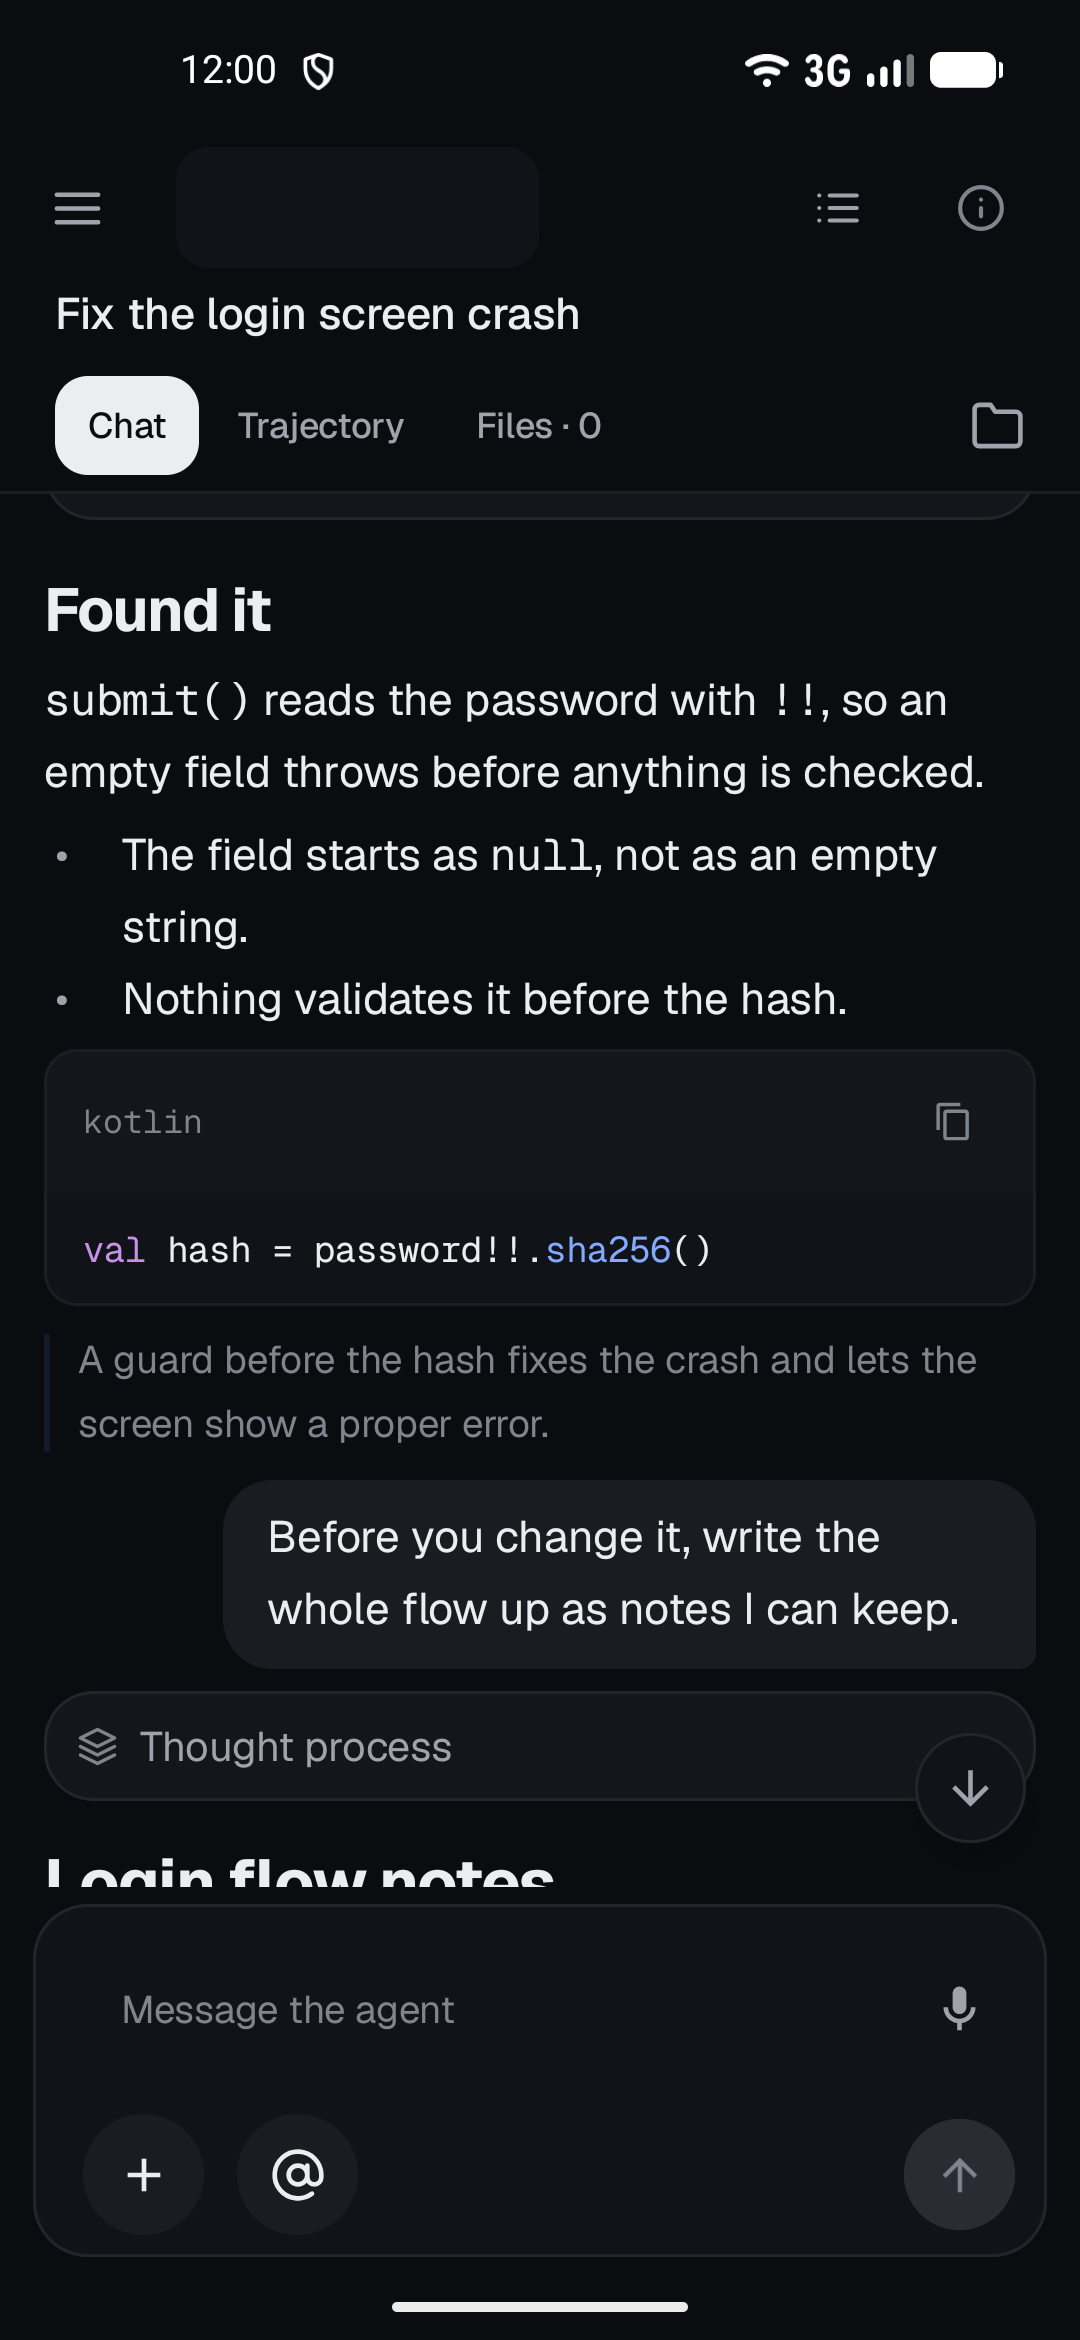 12:00
3G
Fix the login screen crash
Chat
Trajectory
Files · 0
Found it
submit() reads the password with !!, so an
empty field throws before anything is checked.
• The field starts as null, not as an empty
string.
• Nothing validates it before the hash.
kotlin
val hash = password!!.sha256()
A guard before the hash fixes the crash and lets the
screen show a proper error.
Before you change it, write the
whole flow up as notes I can keep.
Thought process
Login flow notes
Message the agent